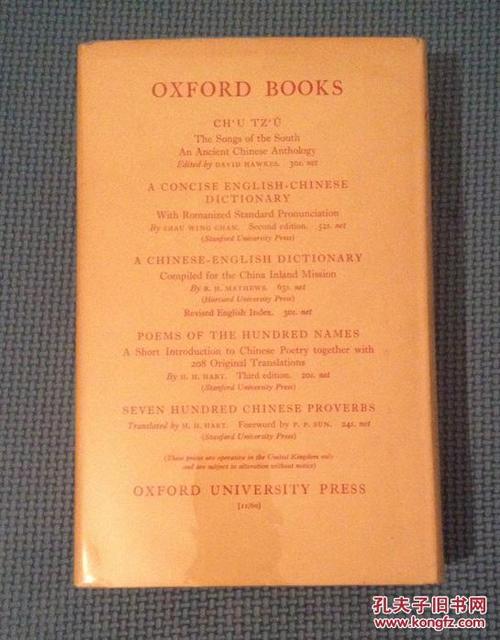 OXFORD BOOKS
CH'U TZ'Ŭ
The Songs of the South
An Ancient Chinese Anthology
Edited by DAVID HAWKES. 30s. net
A CONCISE ENGLISH-CHINESE
DICTIONARY
With Romanized Standard Pronunciation
By CHAU WING CHAN. Second edition. 52s. net
(Stanford University Press)
A CHINESE-ENGLISH DICTIONARY
Compiled for the China Inland Mission
By R. H. MATHEWS. 63s. net
(Harvard University Press)
Revised English Index. 30s. net
POEMS OF THE HUNDRED NAMES
A Short Introduction to Chinese Poetry together with
208 Original Translations
By H. H. HART. Third edition. 20s. net
(Stanford University Press)
SEVEN HUNDRED CHINESE PROVERBS
Translated by H. H. HART. Foreword by P. P. SUN. 24s. net
(Stanford University Press)
(These prices are operative in the United Kingdom only
and are subject to alteration without notice)
OXFORD UNIVERSITY PRESS
[11/60]
孔夫子旧书网
KONGFZ.COM